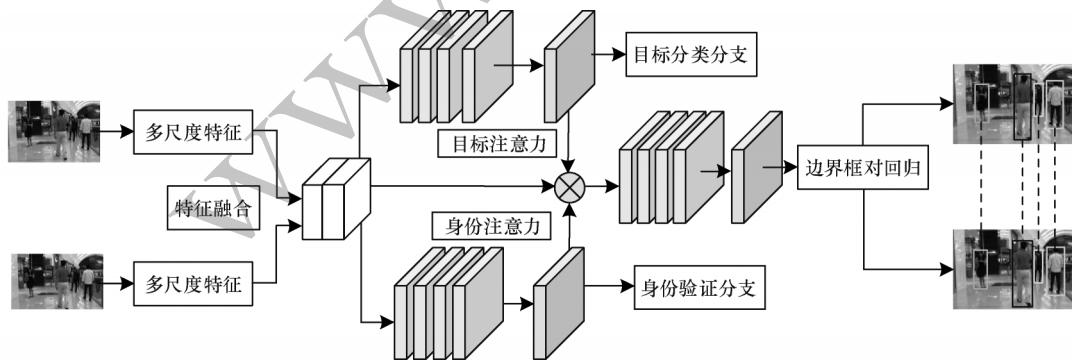 目标分类分支
多尺度特征
目标注意力
边界框对回归
特征融合
身份注意力
多尺度特征
身份验证分支
www